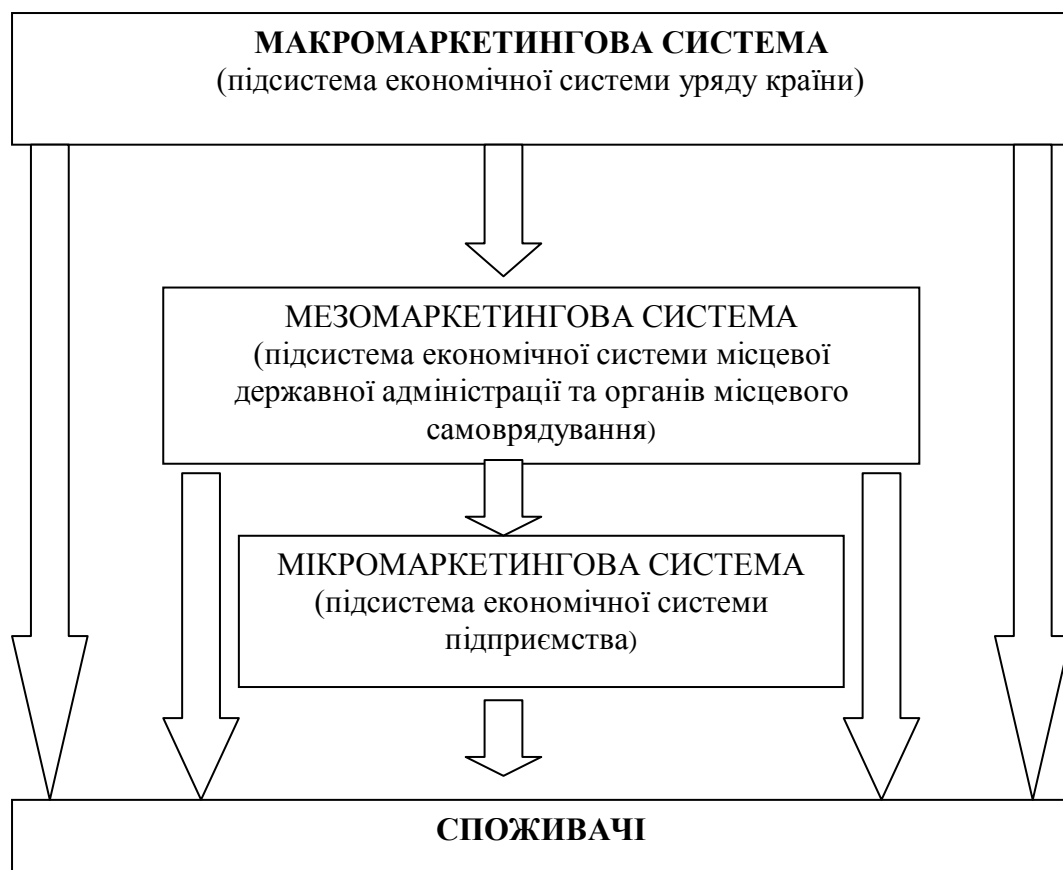 МАКРОМАРКЕТИНГОВА СИСТЕМА
(підсистема економічної системи уряду країни)
МЕЗОМАРКЕТИНГОВА СИСТЕМА
(підсистема економічної системи місцевої
державної адміністрації та органів місцевого
самоврядування)
МІКРОМАРКЕТИНГОВА СИСТЕМА
(підсистема економічної системи
підприємства)
СПОЖИВАЧІ